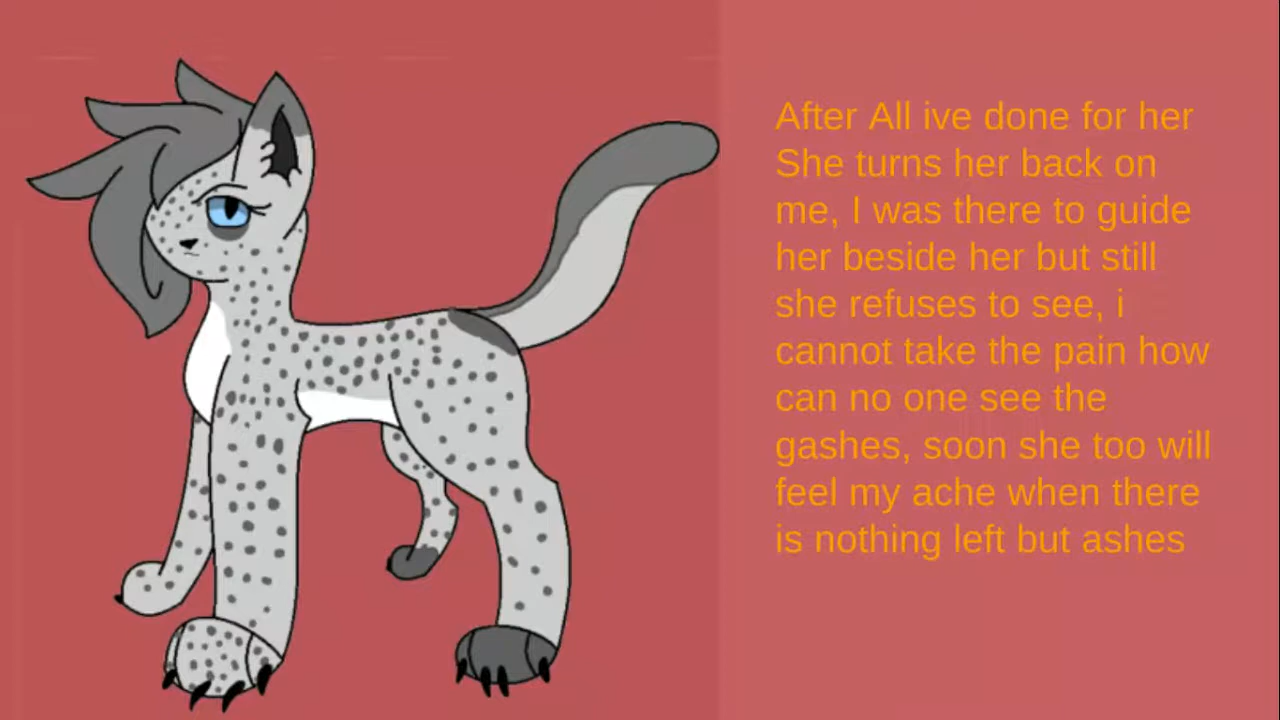 After All ive done for her
She turns her back on
me, I was there to guide
her beside her but still
she refuses to see, i
cannot take the pain how
can no one see the
gashes, soon she too will
feel my ache when there
is nothing left but ashes